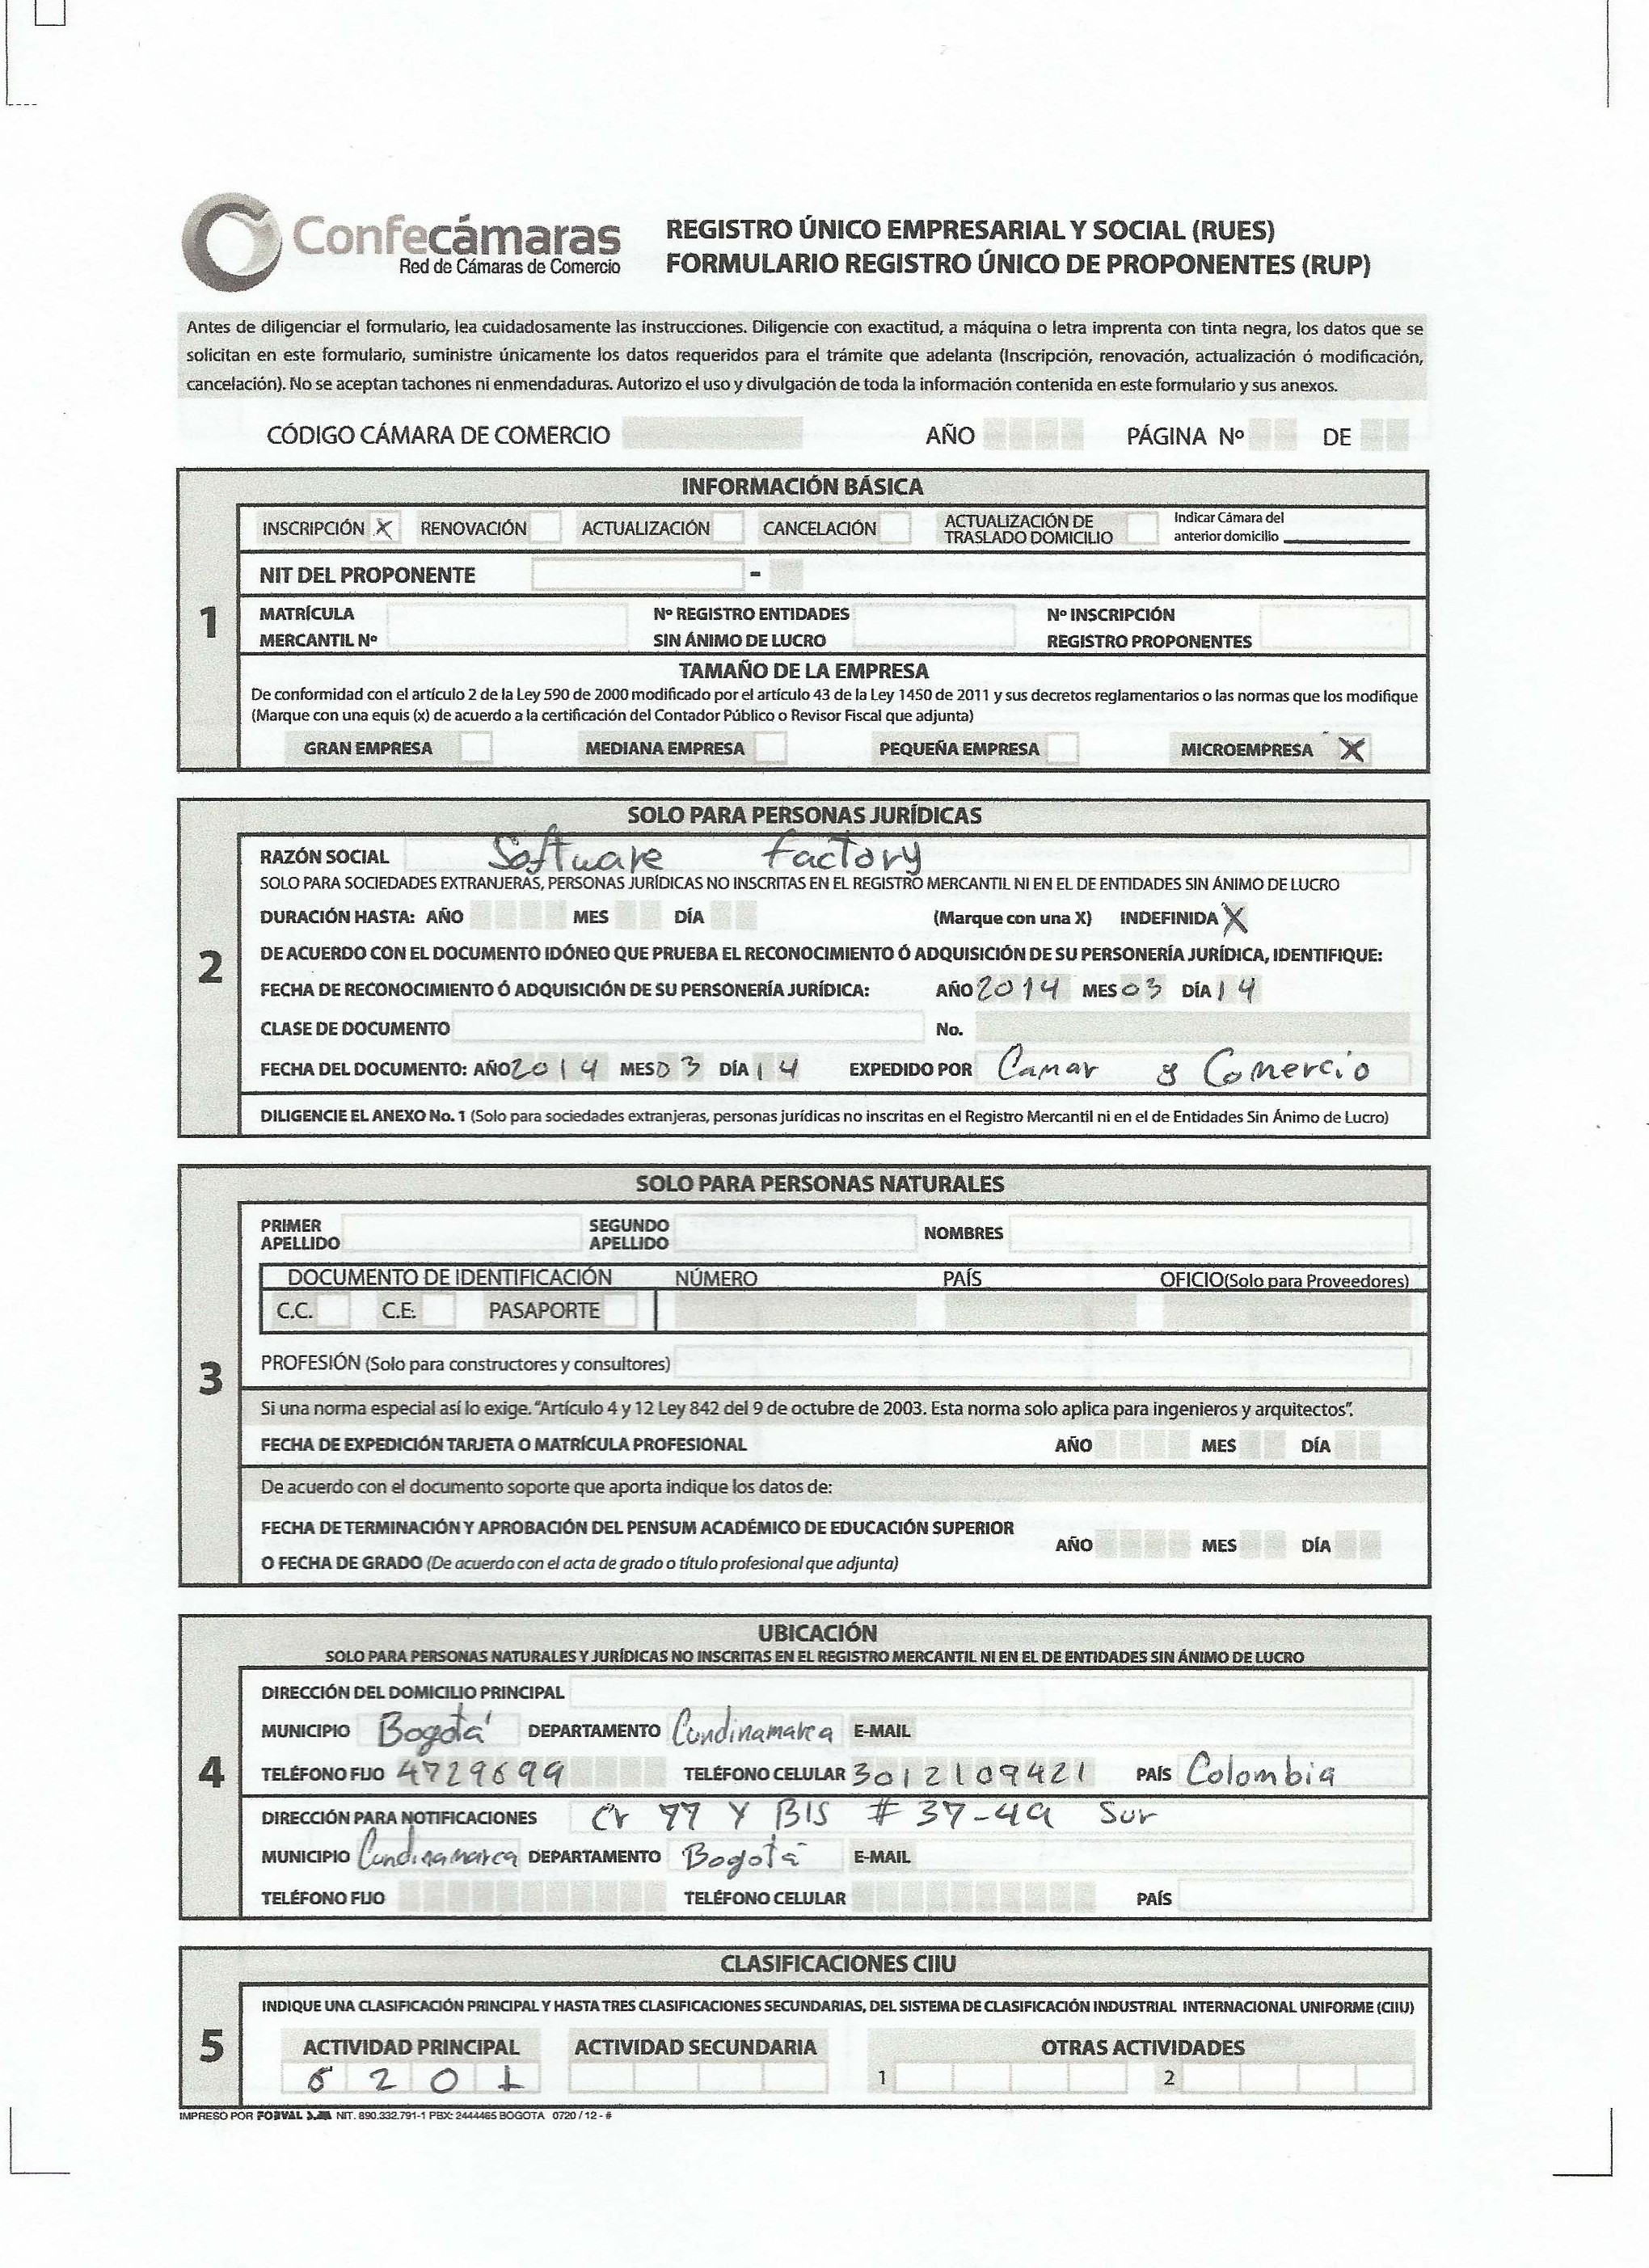 Confecámaras
Red de Cámaras de Comercio
REGISTRO ÚNICO EMPRESARIAL Y SOCIAL (RUES)
FORMULARIO REGISTRO ÚNICO DE PROPONENTES (RUP)
Antes de diligenciar el formulario, lea cuidadosamente las instrucciones. Diligencie con exactitud, a máquina o letra imprenta con tinta negra, los datos que se
solicitan en este formulario, suministre únicamente los datos requeridos para el trámite que adelanta (Inscripción, renovación, actualización ó modificación,
cancelación). No se aceptan tachones ni enmendaduras. Autorizo el uso y divulgación de toda la información contenida en este formulario y sus anexos.
CÓDIGO CÁMARA DE COMERCIO AÑO PÁGINA Nº DE
1
INFORMACIÓN BÁSICA
INSCRIPCIÓN X RENOVACIÓN ACTUALIZACIÓN CANCELACIÓN ACTUALIZACIÓN DE TRASLADO DOMICILIO Indicar Cámara del anterior domicilio
NIT DEL PROPONENTE -
MATRÍCULA MERCANTIL Nº Nº REGISTRO ENTIDADES SIN ÁNIMO DE LUCRO Nº INSCRIPCIÓN REGISTRO PROPONENTES
TAMAÑO DE LA EMPRESA
De conformidad con el artículo 2 de la Ley 590 de 2000 modificado por el artículo 43 de la Ley 1450 de 2011 y sus decretos reglamentarios o las normas que los modifique
(Marque con una equis (x) de acuerdo a la certificación del Contador Público o Revisor Fiscal que adjunta)
GRAN EMPRESA MEDIANA EMPRESA PEQUEÑA EMPRESA MICROEMPRESA X
2
SOLO PARA PERSONAS JURÍDICAS
RAZÓN SOCIAL Software factory
SOLO PARA SOCIEDADES EXTRANJERAS, PERSONAS JURÍDICAS NO INSCRITAS EN EL REGISTRO MERCANTIL NI EN EL DE ENTIDADES SIN ÁNIMO DE LUCRO
DURACIÓN HASTA: AÑO MES DÍA (Marque con una X) INDEFINIDA X
DE ACUERDO CON EL DOCUMENTO IDÓNEO QUE PRUEBA EL RECONOCIMIENTO Ó ADQUISICIÓN DE SU PERSONERÍA JURÍDICA, IDENTIFIQUE:
FECHA DE RECONOCIMIENTO Ó ADQUISICIÓN DE SU PERSONERÍA JURÍDICA: AÑO 2014 MES 03 DÍA 14
CLASE DE DOCUMENTO No.
FECHA DEL DOCUMENTO: AÑO 2014 MES 03 DÍA 14 EXPEDIDO POR Camar y Comercio
DILIGENCIE EL ANEXO No. 1 (Solo para sociedades extranjeras, personas jurídicas no inscritas en el Registro Mercantil ni en el de Entidades Sin Ánimo de Lucro)
3
SOLO PARA PERSONAS NATURALES
PRIMER APELLIDO SEGUNDO APELLIDO NOMBRES
DOCUMENTO DE IDENTIFICACIÓN NÚMERO PAÍS OFICIO(Solo para Proveedores)
C.C. C.E. PASAPORTE
PROFESIÓN (Solo para constructores y consultores)
Si una norma especial así lo exige. "Artículo 4 y 12 Ley 842 del 9 de octubre de 2003. Esta norma solo aplica para ingenieros y arquitectos".
FECHA DE EXPEDICIÓN TARJETA O MATRÍCULA PROFESIONAL AÑO MES DÍA
De acuerdo con el documento soporte que aporta indique los datos de:
FECHA DE TERMINACIÓN Y APROBACIÓN DEL PENSUM ACADÉMICO DE EDUCACIÓN SUPERIOR
O FECHA DE GRADO (De acuerdo con el acta de grado o título profesional que adjunta) AÑO MES DÍA
4
UBICACIÓN
SOLO PARA PERSONAS NATURALES Y JURÍDICAS NO INSCRITAS EN EL REGISTRO MERCANTIL NI EN EL DE ENTIDADES SIN ÁNIMO DE LUCRO
DIRECCIÓN DEL DOMICILIO PRINCIPAL
MUNICIPIO Bogotá DEPARTAMENTO Cundinamarca E-MAIL
TELÉFONO FIJO 4729699 TELÉFONO CELULAR 3012109421 PAÍS Colombia
DIRECCIÓN PARA NOTIFICACIONES Cr 77 Y BIS # 37-49 Sur
MUNICIPIO Cundinamarca DEPARTAMENTO Bogotá E-MAIL
TELÉFONO FIJO TELÉFONO CELULAR PAÍS
5
CLASIFICACIONES CIIU
INDIQUE UNA CLASIFICACIÓN PRINCIPAL Y HASTA TRES CLASIFICACIONES SECUNDARIAS, DEL SISTEMA DE CLASIFICACIÓN INDUSTRIAL INTERNACIONAL UNIFORME (CIIU)
ACTIVIDAD PRINCIPAL ACTIVIDAD SECUNDARIA OTRAS ACTIVIDADES
6 2 0 1 1 2
IMPRESO POR FORVAL S.A. NIT. 890.332.791-1 PBX: 2444465 BOGOTA 0720 / 12 - #